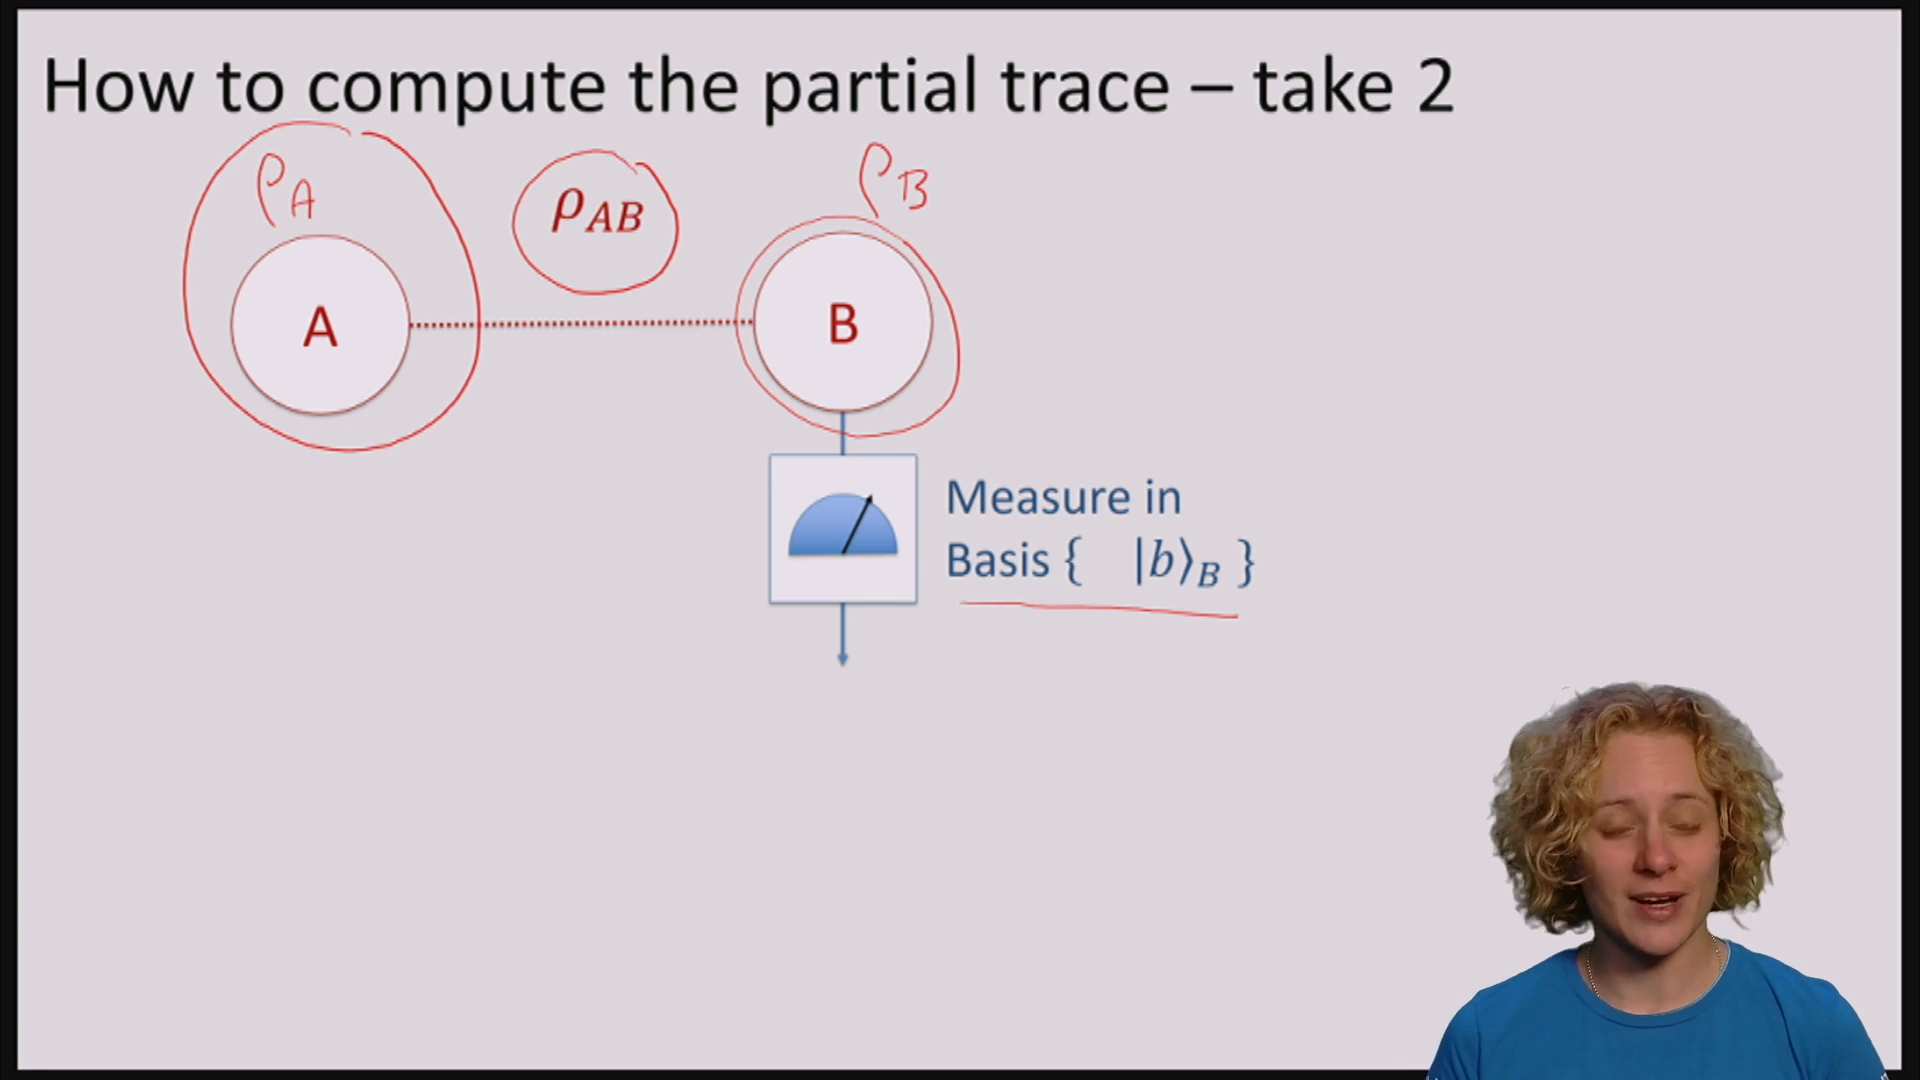 How to compute the partial trace – take 2
ρA
ρAB
ρB
A
B
Measure in
Basis { |b⟩B }